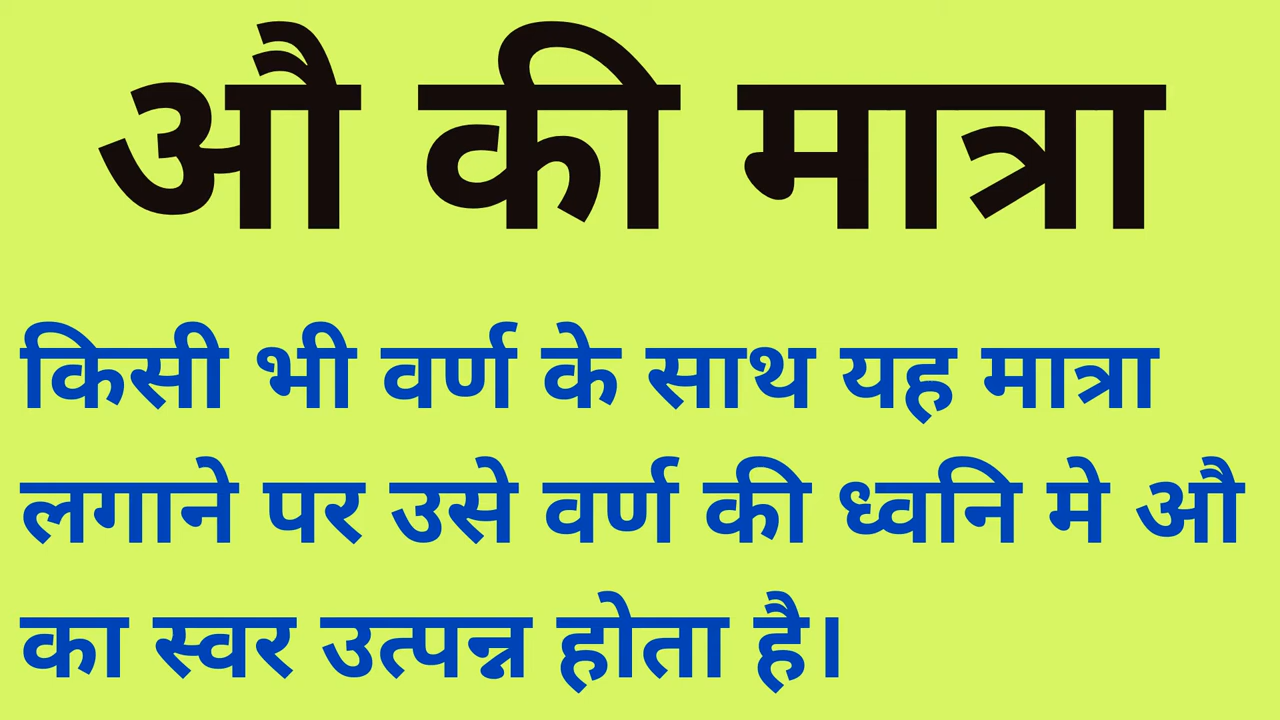 औ की मात्रा
किसी भी वर्ण के साथ यह मात्रा
लगाने पर उसे वर्ण की ध्वनि मे औ
का स्वर उत्पन्न होता है।